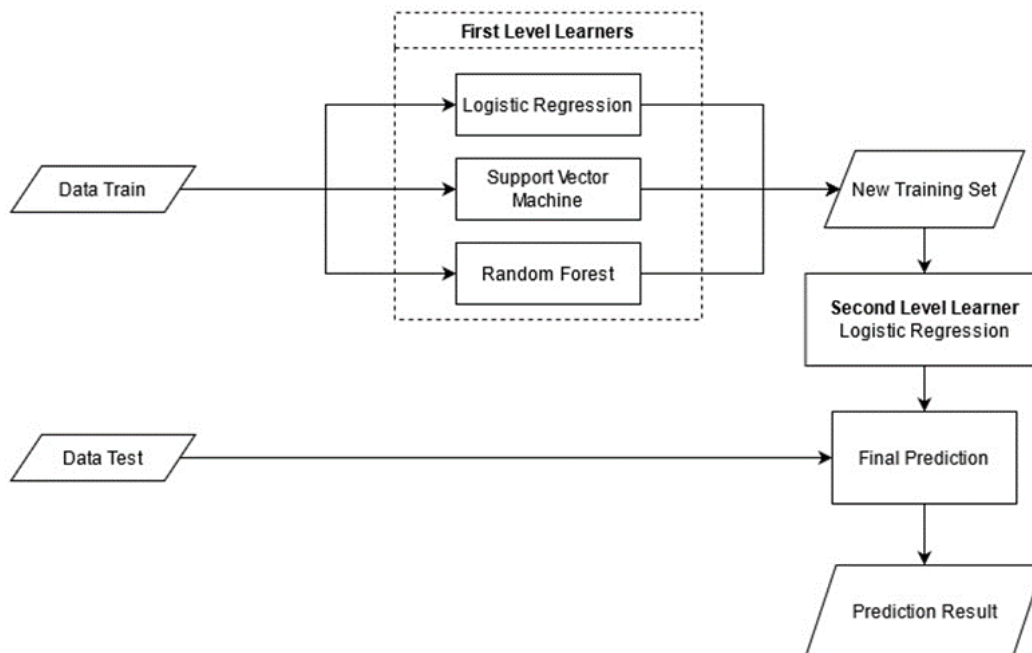 First Level Learners
Logistic Regression
Data Train
Support Vector
Machine
New Training Set
Random Forest
Second Level Learner
Logistic Regression
Data Test
Final Prediction
Prediction Result